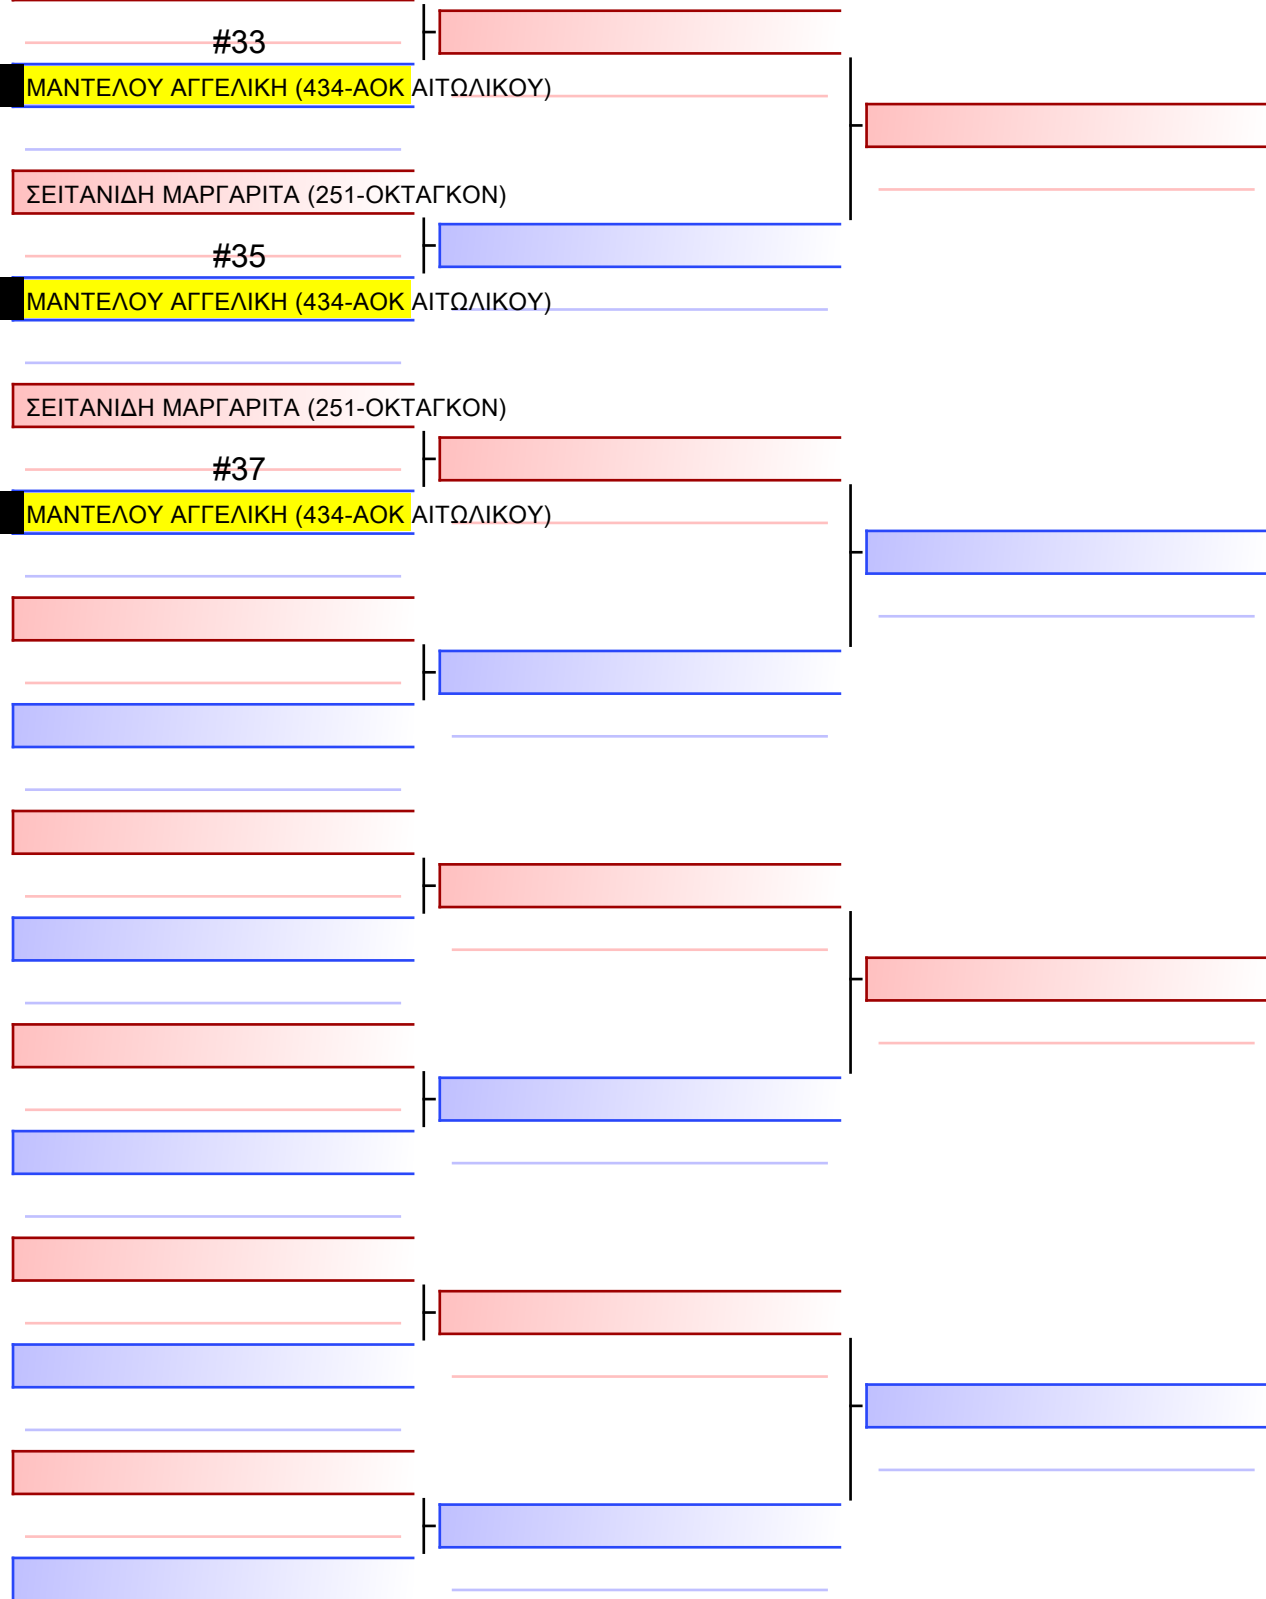 #33
ΜΑΝΤΕΛΟΥ ΑΓΓΕΛΙΚΗ (434-ΑΟΚ ΑΙΤΩΛΙΚΟΥ)
ΣΕΙΤΑΝΙΔΗ ΜΑΡΓΑΡΙΤΑ (251-ΟΚΤΑΓΚΟΝ)
#35
ΜΑΝΤΕΛΟΥ ΑΓΓΕΛΙΚΗ (434-ΑΟΚ ΑΙΤΩΛΙΚΟΥ)
ΣΕΙΤΑΝΙΔΗ ΜΑΡΓΑΡΙΤΑ (251-ΟΚΤΑΓΚΟΝ)
#37
ΜΑΝΤΕΛΟΥ ΑΓΓΕΛΙΚΗ (434-ΑΟΚ ΑΙΤΩΛΙΚΟΥ)